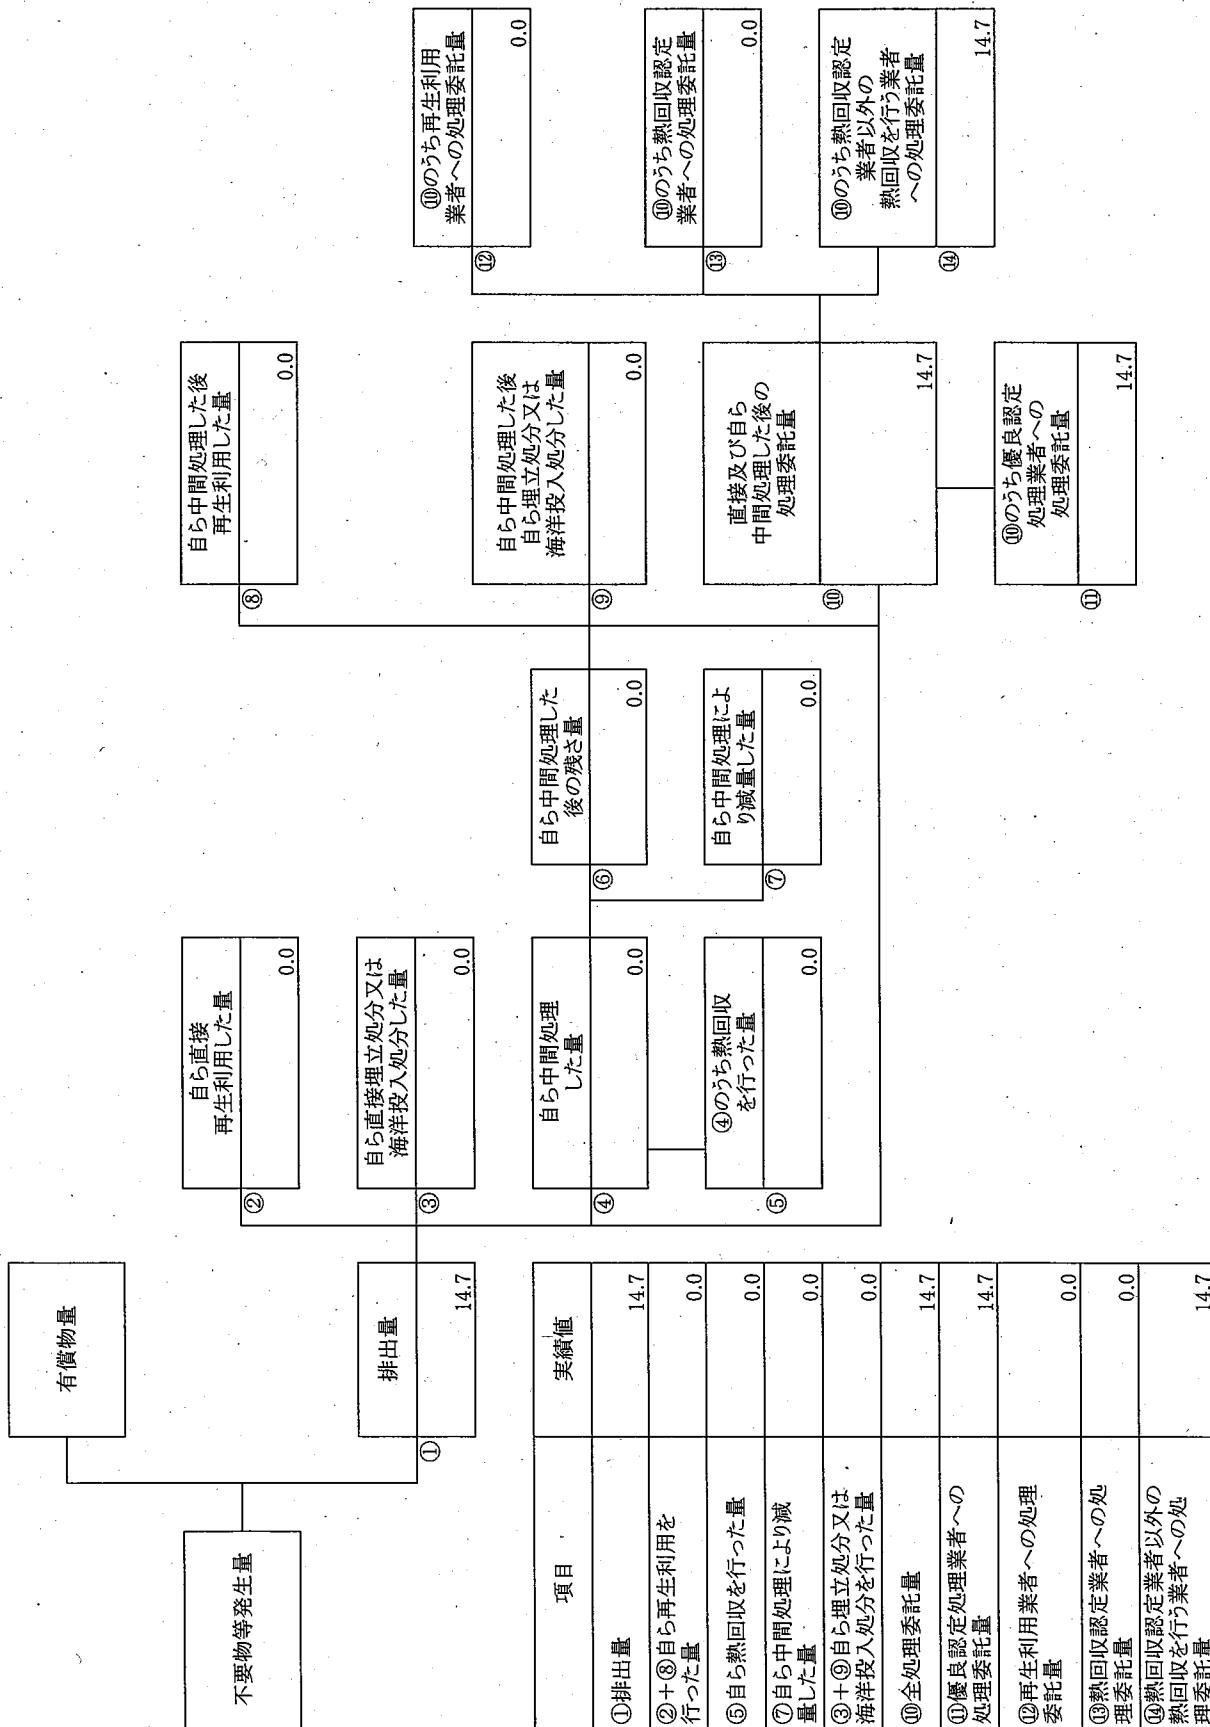 不要物等発生量
有償物量
排出量
①
14.7
自ら直接
再生利用した量
②
0.0
自ら直接埋立処分又は
海洋投入処分した量
③
0.0
自ら中間処理
した量
④
0.0
④のうち熱回収
を行った量
⑤
0.0
自ら中間処理した
後の残さ量
⑥
0.0
自ら中間処理によ
り減量した量
⑦
0.0
自ら中間処理した後
再生利用した量
⑧
0.0
自ら中間処理した後
自ら埋立処分又は
海洋投入処分した量
⑨
0.0
直接及び自ら
中間処理した後の
処理委託量
⑩
14.7
⑩のうち優良認定
処理業者への
処理委託量
⑪
14.7
⑩のうち再生利用
業者への処理委託量
⑫
0.0
⑩のうち熱回収認定
業者への処理委託量
⑬
0.0
⑩のうち熱回収認定
業者以外の
熱回収を行う業者
への処理委託量
⑭
14.7
項目 実績値
①排出量 14.7
②+⑧自ら再生利用を
行った量 0.0
⑤自ら熱回収を行った量 0.0
⑦自ら中間処理により減
量した量 0.0
③+⑨自ら埋立処分又は
海洋投入処分を行った量 0.0
⑩全処理委託量 14.7
⑪優良認定処理業者への
処理委託量 14.7
⑫再生利用業者への処理
委託量 0.0
⑬熱回収認定業者への処
理委託量 0.0
⑭熱回収認定業者以外の
熱回収を行う業者への処
理委託量 14.7